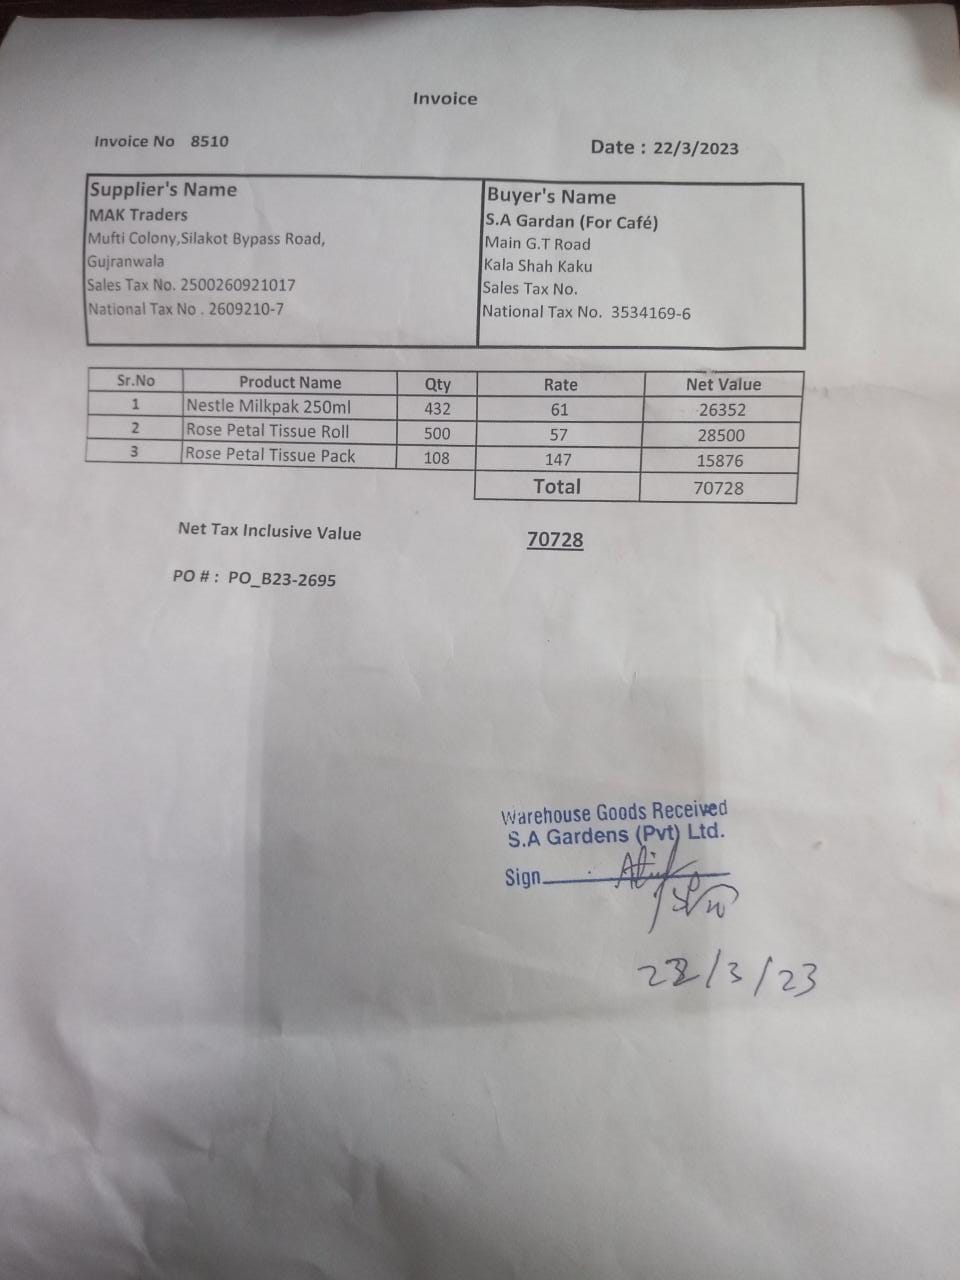 Invoice
Invoice No 8510
Date : 22/3/2023
Supplier's Name
MAK Traders
Mufti Colony,Silakot Bypass Road,
Gujranwala
Sales Tax No. 2500260921017
National Tax No . 2609210-7
Buyer's Name
S.A Gardan (For Café)
Main G.T Road
Kala Shah Kaku
Sales Tax No.
National Tax No. 3534169-6
Sr.No Product Name Qty Rate Net Value
1 Nestle Milkpak 250ml 432 61 26352
2 Rose Petal Tissue Roll 500 57 28500
3 Rose Petal Tissue Pack 108 147 15876
Total 70728
Net Tax Inclusive Value 70728
PO # : PO_B23-2695
Warehouse Goods Received
S.A Gardens (Pvt) Ltd.
Sign
/3/23